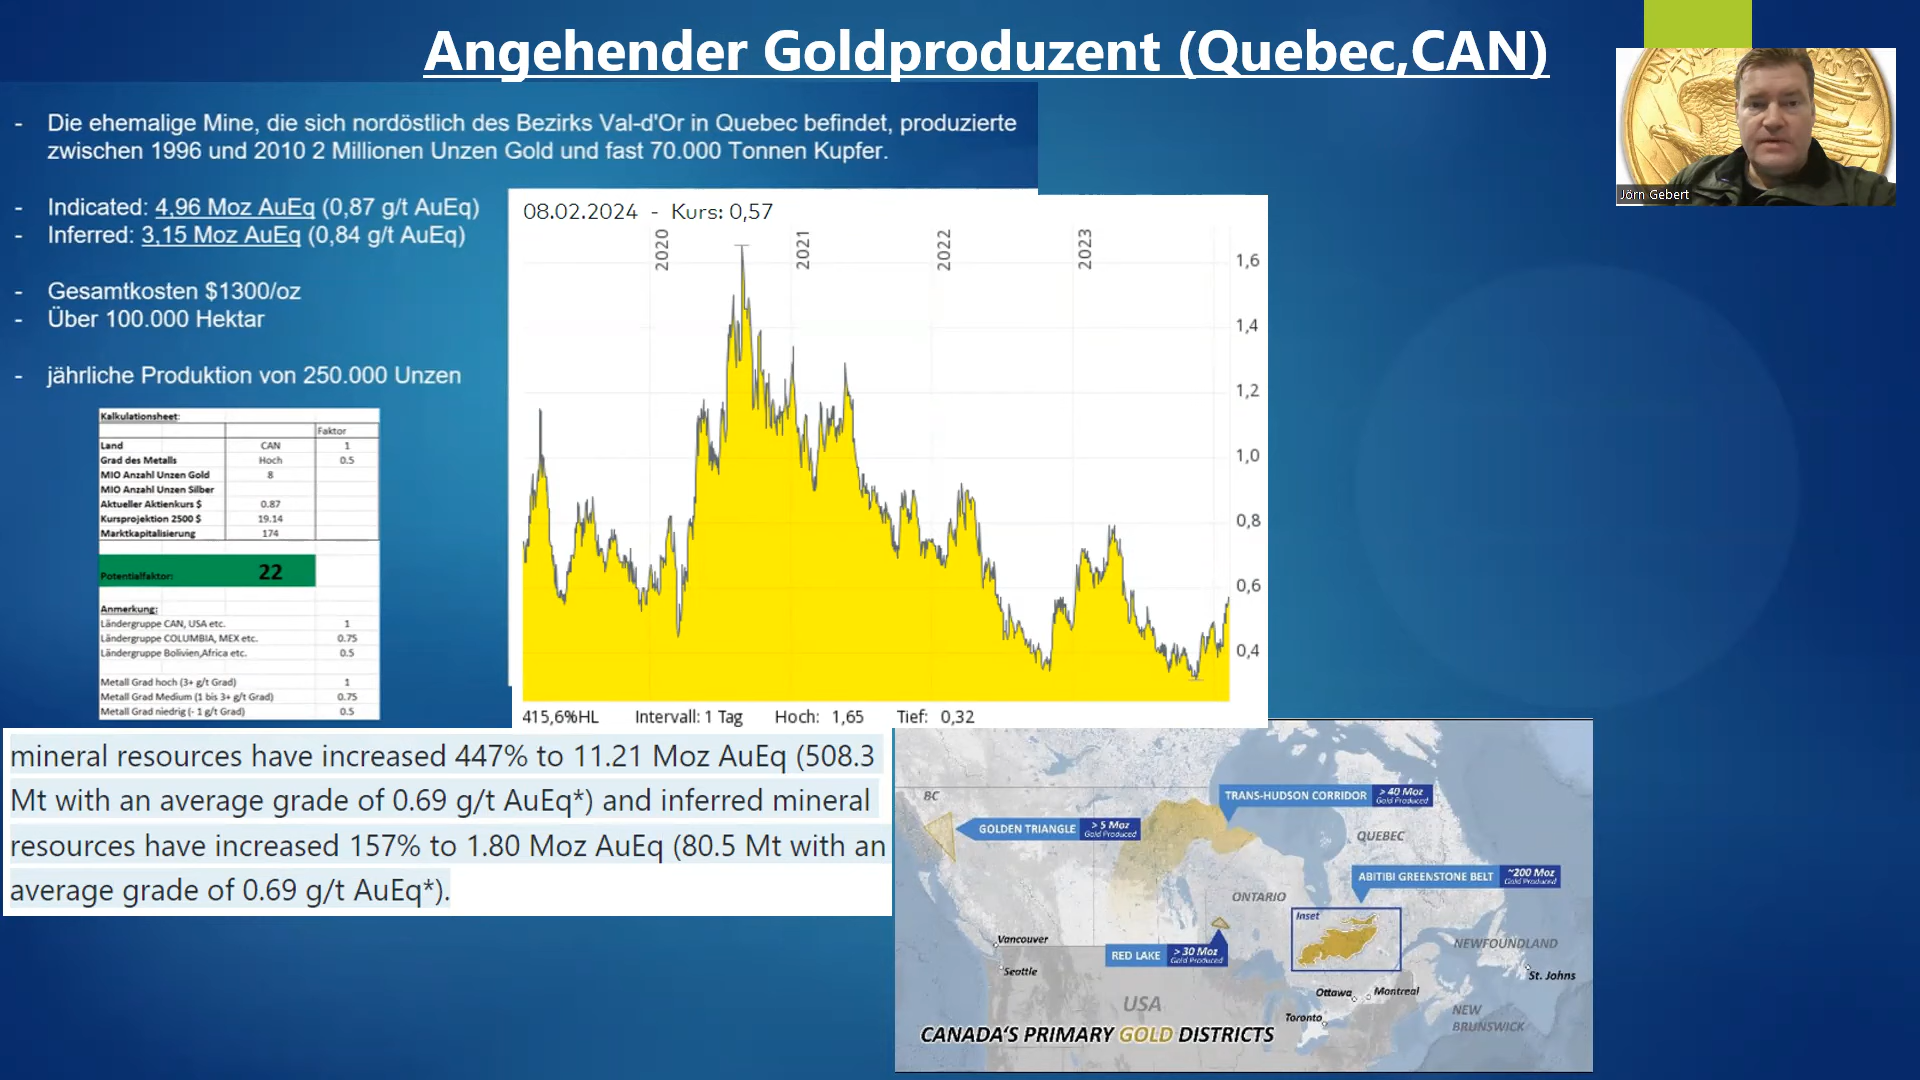 Angehender Goldproduzent (Quebec,CAN)
Jörn Gebert
- Die ehemalige Mine, die sich nordöstlich des Bezirks Val-d'Or in Quebec befindet, produzierte
zwischen 1996 und 2010 2 Millionen Unzen Gold und fast 70.000 Tonnen Kupfer.
- Indicated: 4,96 Moz AuEq (0,87 g/t AuEq)
- Inferred: 3,15 Moz AuEq (0,84 g/t AuEq)
- Gesamtkosten $1300/oz
- Über 100.000 Hektar
- jährliche Produktion von 250.000 Unzen
08.02.2024 - Kurs: 0,57
2020 2021 2022 2023
1,6
1,4
1,2
1,0
0,8
0,6
0,4
415,6%HL Intervall: 1 Tag Hoch: 1,65 Tief: 0,32
Kalkulationsheet:
Faktor
Land CAN 1
Grad des Metalls Hoch 0.5
MIO Anzahl Unzen Gold 8
MIO Anzahl Unzen Silber
Aktueller Aktienkurs $ 0.87
Kursprojektion 2500 $ 19.14
Marktkapitalisierung 174
Potentialfaktor: 22
Anmerkung:
Ländergruppe CAN, USA etc. 1
Ländergruppe COLUMBIA, MEX etc. 0.75
Ländergruppe Bolivien,Africa etc. 0.5
Metall Grad hoch (3+ g/t Grad) 1
Metall Grad Medium (1 bis 3+ g/t Grad) 0.75
Metall Grad niedrig (- 1 g/t Grad) 0.5
mineral resources have increased 447% to 11.21 Moz AuEq (508.3
Mt with an average grade of 0.69 g/t AuEq*) and inferred mineral
resources have increased 157% to 1.80 Moz AuEq (80.5 Mt with an
average grade of 0.69 g/t AuEq*).
BC
TRANS-HUDSON CORRIDOR > 40 Moz Gold Produced
GOLDEN TRIANGLE > 5 Moz Gold Produced
QUEBEC
ABITIBI GREENSTONE BELT ~200 Moz Gold Produced
ONTARIO
Inset
Vancouver
NEWFOUNDLAND
RED LAKE > 30 Moz Gold Produced
Seattle
St. Johns
Ottawa Montreal
USA
NEW
BRUNSWICK
Toronto
CANADA'S PRIMARY GOLD DISTRICTS